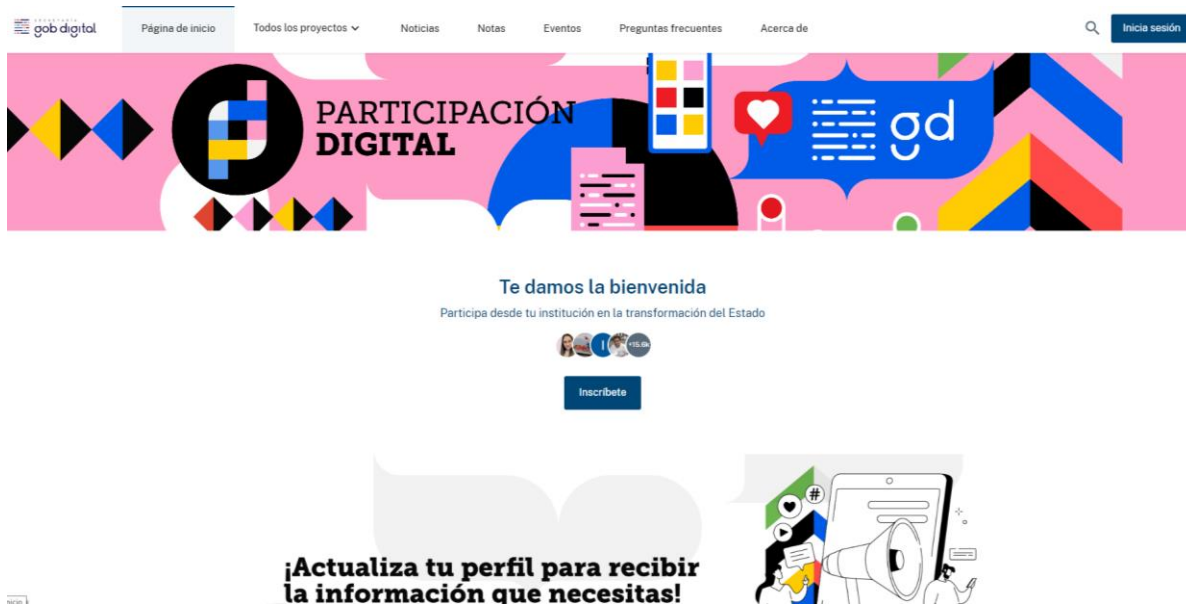 SECRETARÍA
gob digital
Página de inicio
Todos los proyectos
Noticias
Notas
Eventos
Preguntas frecuentes
Acerca de
Inicia sesión
PARTICIPACIÓN
DIGITAL
gd
Te damos la bienvenida
Participa desde tu institución en la transformación del Estado
I
+15.6k
Inscríbete
#
¡Actualiza tu perfil para recibir
la información que necesitas!